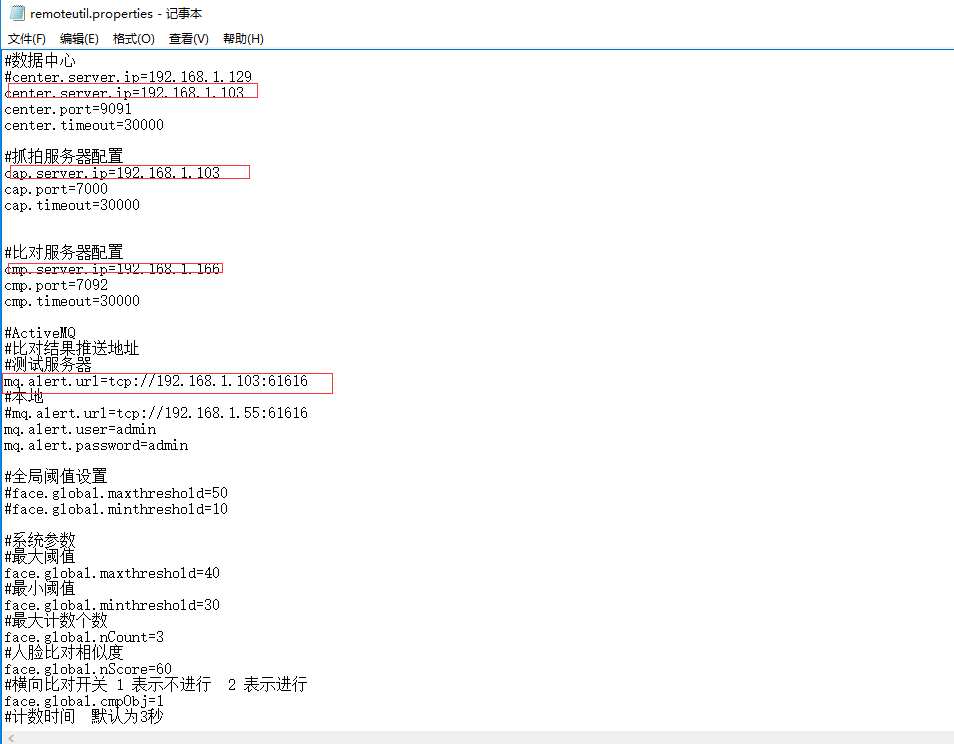 remoteutil.properties - 记事本
文件(F) 编辑(E) 格式(O) 查看(V) 帮助(H)
#数据中心
#center.server.ip=192.168.1.129
center.server.ip=192.168.1.103
center.port=9091
center.timeout=30000
#抓拍服务器配置
cap.server.ip=192.168.1.103
cap.port=7000
cap.timeout=30000
#比对服务器配置
cmp.server.ip=192.168.1.166
cmp.port=7092
cmp.timeout=30000
#ActiveMQ
#比对结果推送地址
#测试服务器
mq.alert.url=tcp://192.168.1.103:61616
#本地
#mq.alert.url=tcp://192.168.1.55:61616
mq.alert.user=admin
mq.alert.password=admin
#全局阈值设置
#face.global.maxthreshold=50
#face.global.minthreshold=10
#系统参数
#最大阈值
face.global.maxthreshold=40
#最小阈值
face.global.minthreshold=30
#最大计数个数
face.global.nCount=3
#人脸比对相似度
face.global.nScore=60
#横向比对开关 1 表示不进行  2 表示进行
face.global.cmpObj=1
#计数时间  默认为3秒